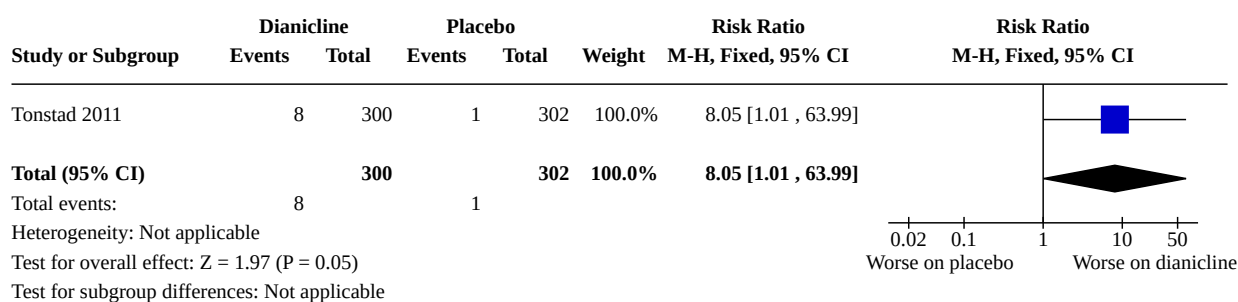 Dianicline Placebo Risk Ratio Risk Ratio
Study or Subgroup Events Total Events Total Weight M-H, Fixed, 95% CI M-H, Fixed, 95% CI
Tonstad 2011 8 300 1 302 100.0% 8.05 [1.01 , 63.99]
Total (95% CI) 300 302 100.0% 8.05 [1.01 , 63.99]
Total events: 8 1
Heterogeneity: Not applicable
0.02 0.1 1 10 50
Test for overall effect: Z = 1.97 (P = 0.05) Worse on placebo Worse on dianicline
Test for subgroup differences: Not applicable